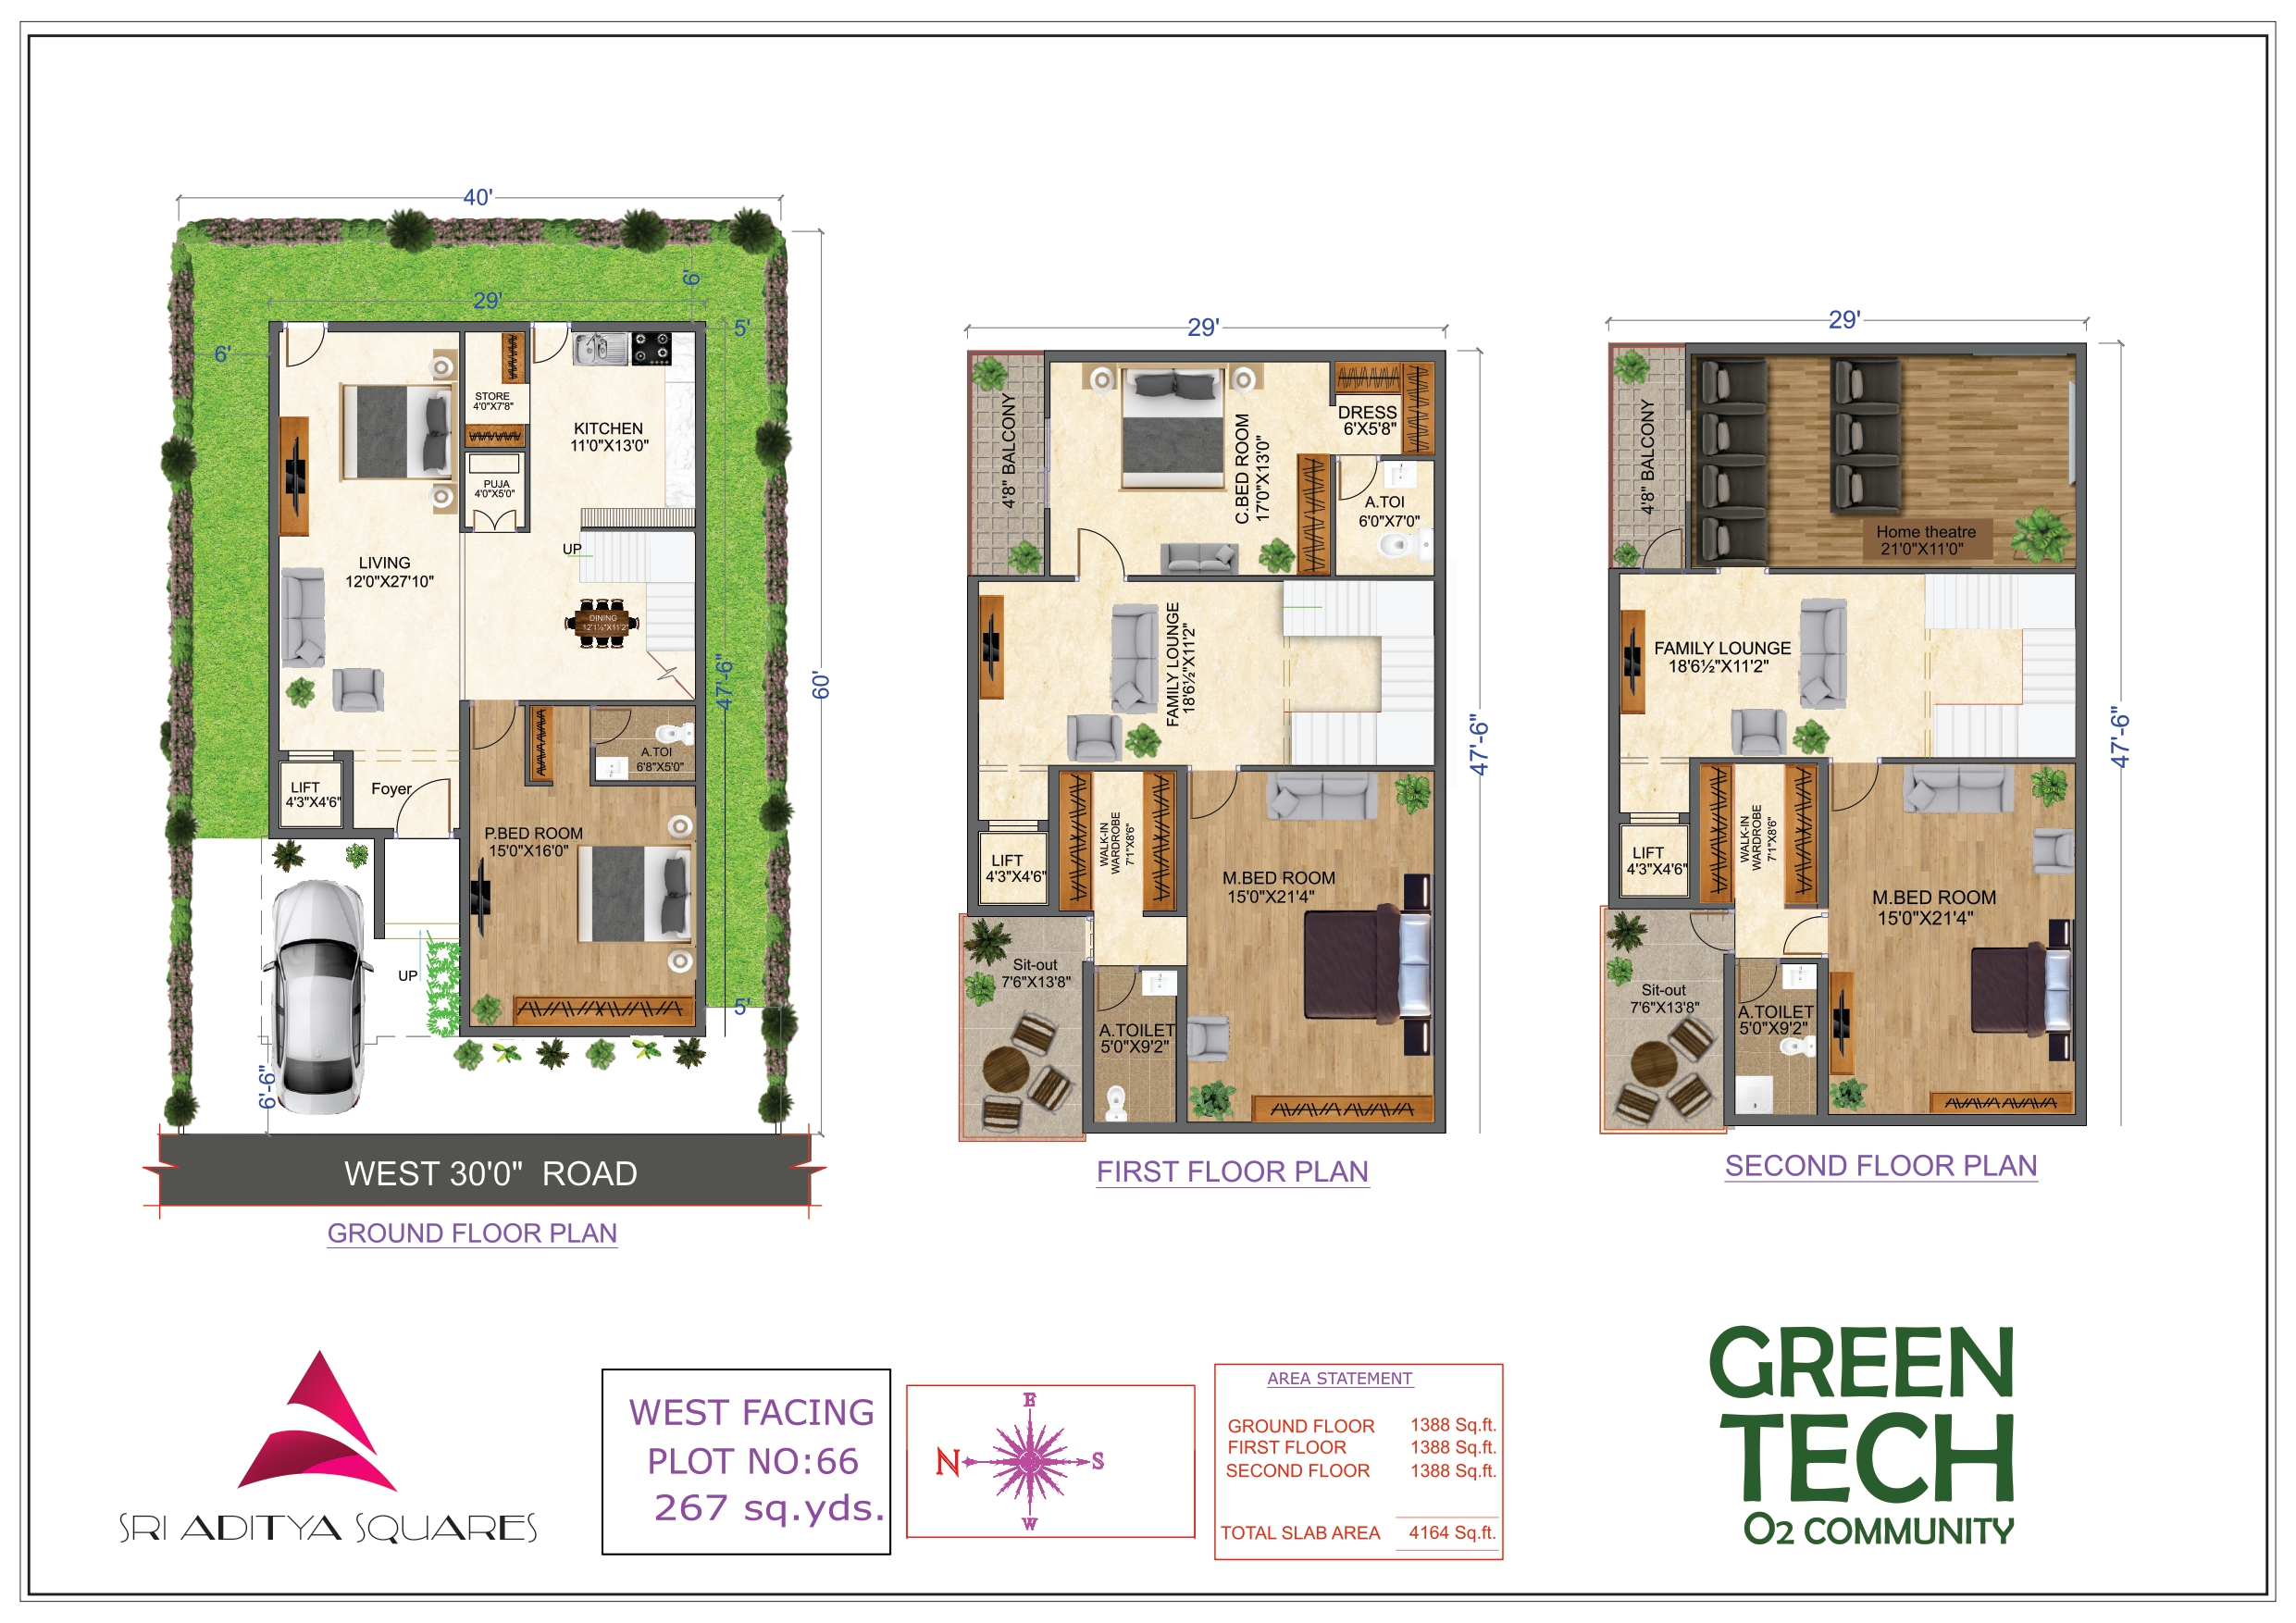 40'
29'
6'
5'
6'
STORE
4'0"X7'8"
KITCHEN
11'0"X13'0"
PUJA
4'0"X5'0"
UP
LIVING
12'0"X27'10"
DINING
12'1½"X11'2"
47'-6"
60'
A.TOI
6'8"X5'0"
LIFT
4'3"X4'6"
Foyer
P.BED ROOM
15'0"X16'0"
UP
5'
6'-6"
WEST 30'0" ROAD
GROUND FLOOR PLAN
29'
4'8" BALCONY
C.BED ROOM
17'0"X13'0"
DRESS
6'X5'8"
A.TOI
6'0"X7'0"
FAMILY LOUNGE
18'6½"X11'2"
47'-6"
LIFT
4'3"X4'6"
WALK-IN
WARDROBE
7'1"X8'6"
M.BED ROOM
15'0"X21'4"
Sit-out
7'6"X13'8"
A.TOILET
5'0"X9'2"
FIRST FLOOR PLAN
29'
4'8" BALCONY
Home theatre
21'0"X11'0"
FAMILY LOUNGE
18'6½"X11'2"
47'-6"
LIFT
4'3"X4'6"
WALK-IN
WARDROBE
7'1"X8'6"
M.BED ROOM
15'0"X21'4"
Sit-out
7'6"X13'8"
A.TOILET
5'0"X9'2"
SECOND FLOOR PLAN
SRI ADITYA SQUARES
WEST FACING
PLOT NO:66
267 sq.yds.
E
N
S
W
AREA STATEMENT
GROUND FLOOR 1388 Sq.ft.
FIRST FLOOR 1388 Sq.ft.
SECOND FLOOR 1388 Sq.ft.
TOTAL SLAB AREA 4164 Sq.ft.
GREEN
TECH
O2 COMMUNITY